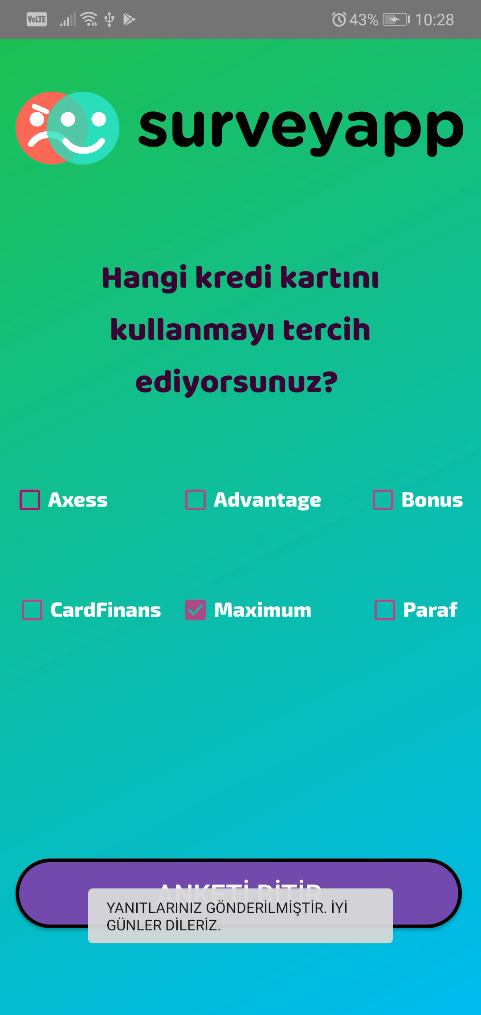 VoLTE 43% 10:28
surveyapp
Hangi kredi kartını
kullanmayı tercih
ediyorsunuz?
Axess Advantage Bonus
CardFinans Maximum Paraf
ANKETİ BİTİR
YANITLARINIZ GÖNDERİLMİŞTİR. İYİ
GÜNLER DİLERİZ.